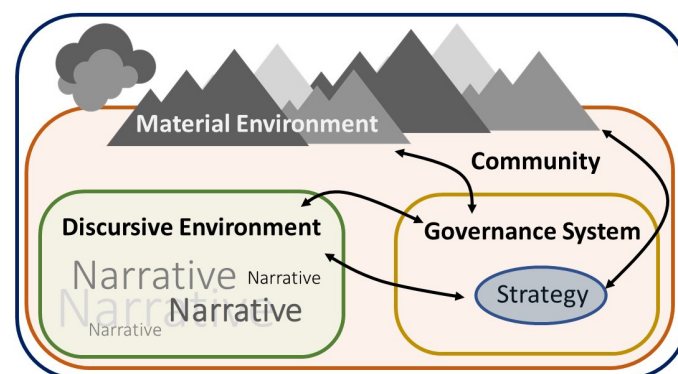 Material Environment
Community
Discursive Environment
Governance System
Narrative
Narrative
Narrative
Narrative
Narrative
Strategy